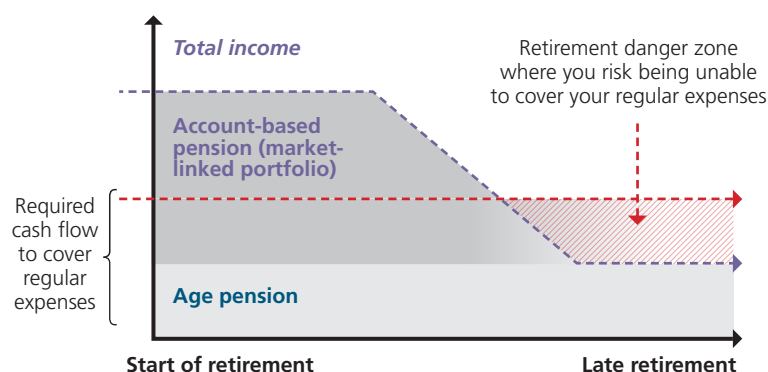 Total income
Retirement danger zone
where you risk being unable
to cover your regular expenses
Account-based
pension (market-
linked portfolio)
Required
cash flow
to cover
regular
expenses
Age pension
Start of retirement
Late retirement